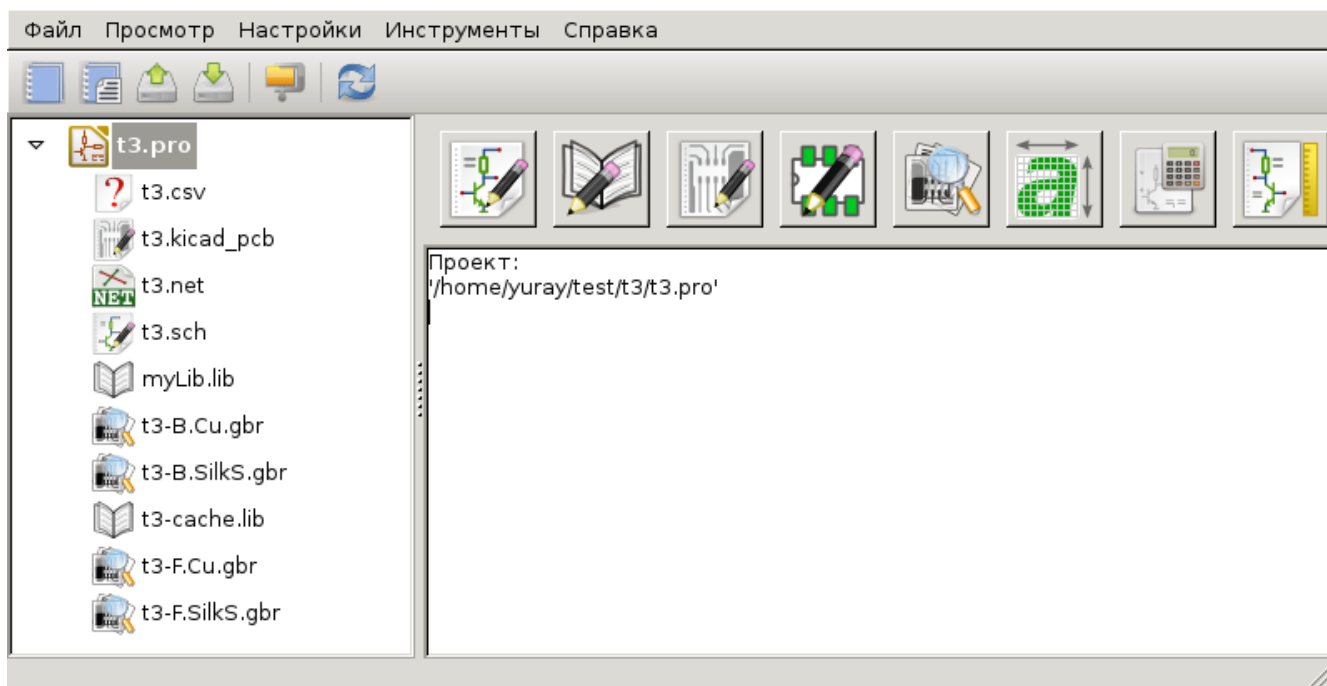 Файл Просмотр Настройки Инструменты Справка
t3.pro
t3.csv
t3.kicad_pcb
t3.net
t3.sch
myLib.lib
t3-B.Cu.gbr
t3-B.SilkS.gbr
t3-cache.lib
t3-F.Cu.gbr
t3-F.SilkS.gbr
NET
a
Проект:
'/home/yuray/test/t3/t3.pro'